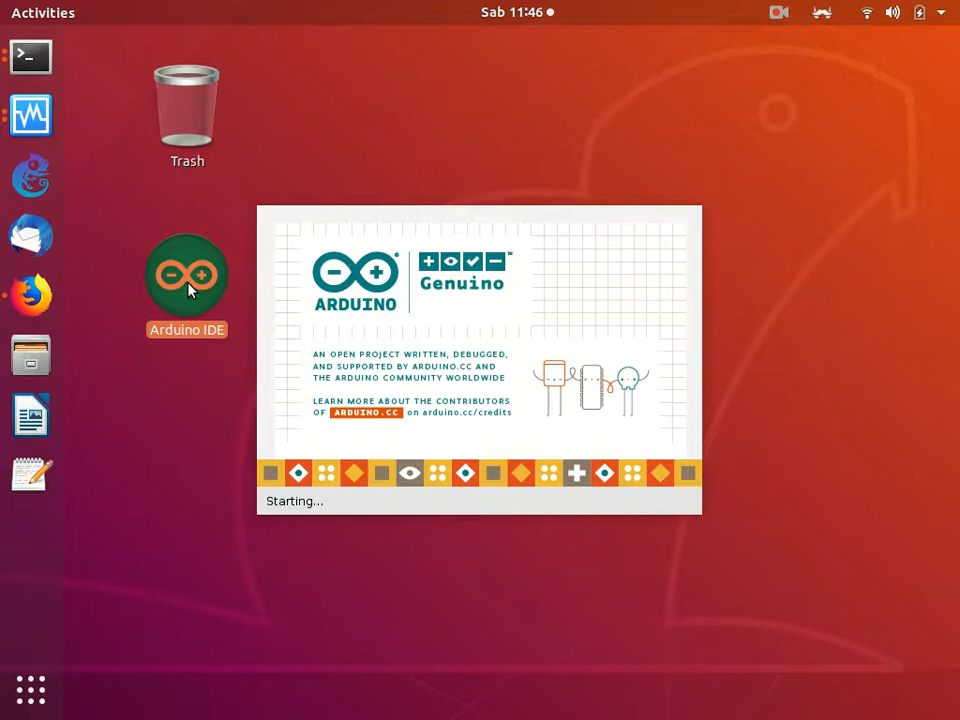 Activities
Sab 11:46
Trash
Arduino IDE
ARDUINO
Genuino
AN OPEN PROJECT WRITTEN, DEBUGGED,
AND SUPPORTED BY ARDUINO.CC AND
THE ARDUINO COMMUNITY WORLDWIDE
LEARN MORE ABOUT THE CONTRIBUTORS
OF ARDUINO.CC on arduino.cc/credits
Starting...